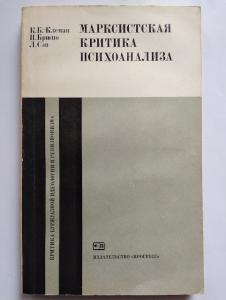 К. Б.-Клеман
П. Брюно
Л. Сэв
МАРКСИСТСКАЯ
КРИТИКА
ПСИХОАНАЛИЗА
КРИТИКА БУРЖУАЗНОЙ ИДЕОЛОГИИ И РЕВИЗИОНИЗМА
ИЗДАТЕЛЬСТВО «ПРОГРЕСС»